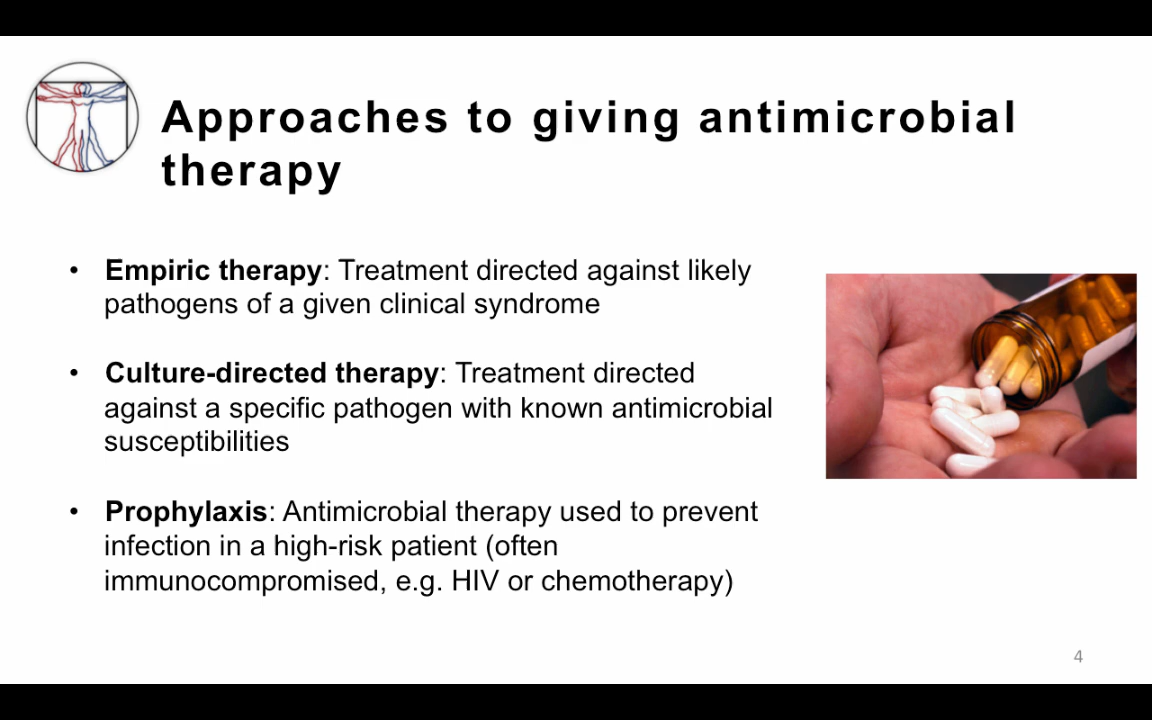 Approaches to giving antimicrobial
therapy
• Empiric therapy: Treatment directed against likely
pathogens of a given clinical syndrome
• Culture-directed therapy: Treatment directed
against a specific pathogen with known antimicrobial
susceptibilities
• Prophylaxis: Antimicrobial therapy used to prevent
infection in a high-risk patient (often
immunocompromised, e.g. HIV or chemotherapy)
4